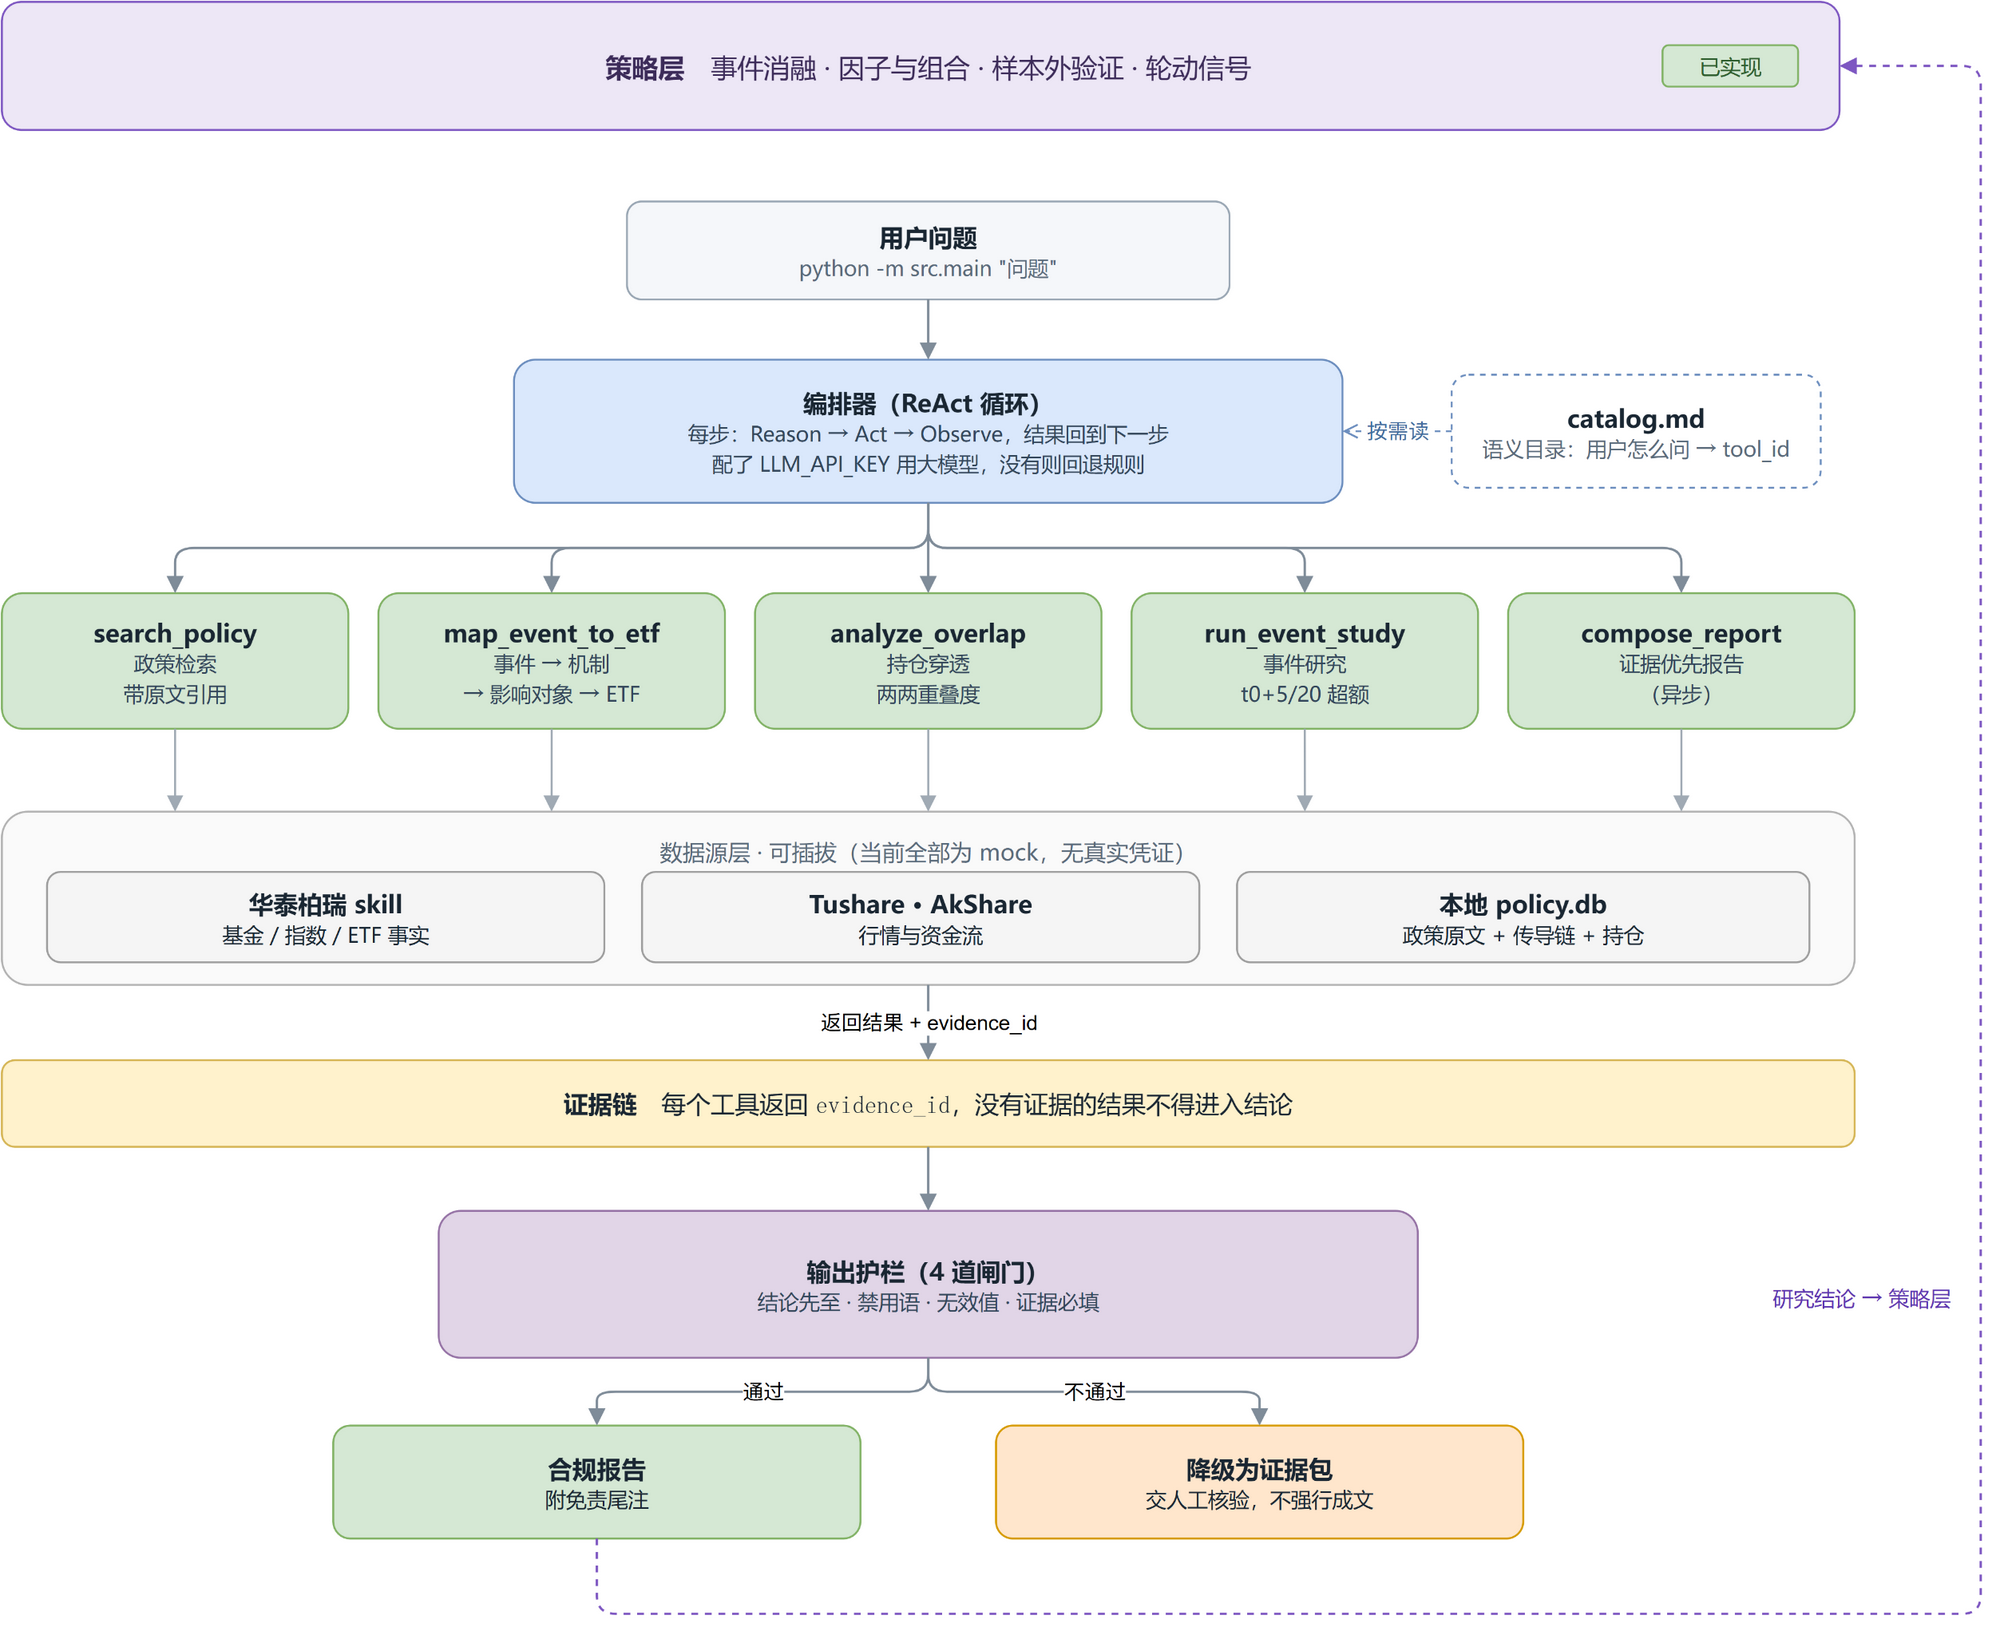 策略层 事件消融 · 因子与组合 · 样本外验证 · 轮动信号
已实现
用户问题
python -m src.main "问题"
编排器（ReAct 循环）
每步：Reason → Act → Observe，结果回到下一步
配了 LLM_API_KEY 用大模型，没有则回退规则
按需读
catalog.md
语义目录：用户怎么问 → tool_id
search_policy
政策检索
带原文引用
map_event_to_etf
事件 → 机制
→ 影响对象 → ETF
analyze_overlap
持仓穿透
两两重叠度
run_event_study
事件研究
t0+5/20 超额
compose_report
证据优先报告
（异步）
数据源层 · 可插拔（当前全部为 mock，无真实凭证）
华泰柏瑞 skill
基金 / 指数 / ETF 事实
Tushare • AkShare
行情与资金流
本地 policy.db
政策原文 + 传导链 + 持仓
返回结果 + evidence_id
证据链 每个工具返回 evidence_id，没有证据的结果不得进入结论
输出护栏（4 道闸门）
结论先至 · 禁用语 · 无效值 · 证据必填
研究结论 → 策略层
通过
不通过
合规报告
附免责尾注
降级为证据包
交人工核验，不强行成文